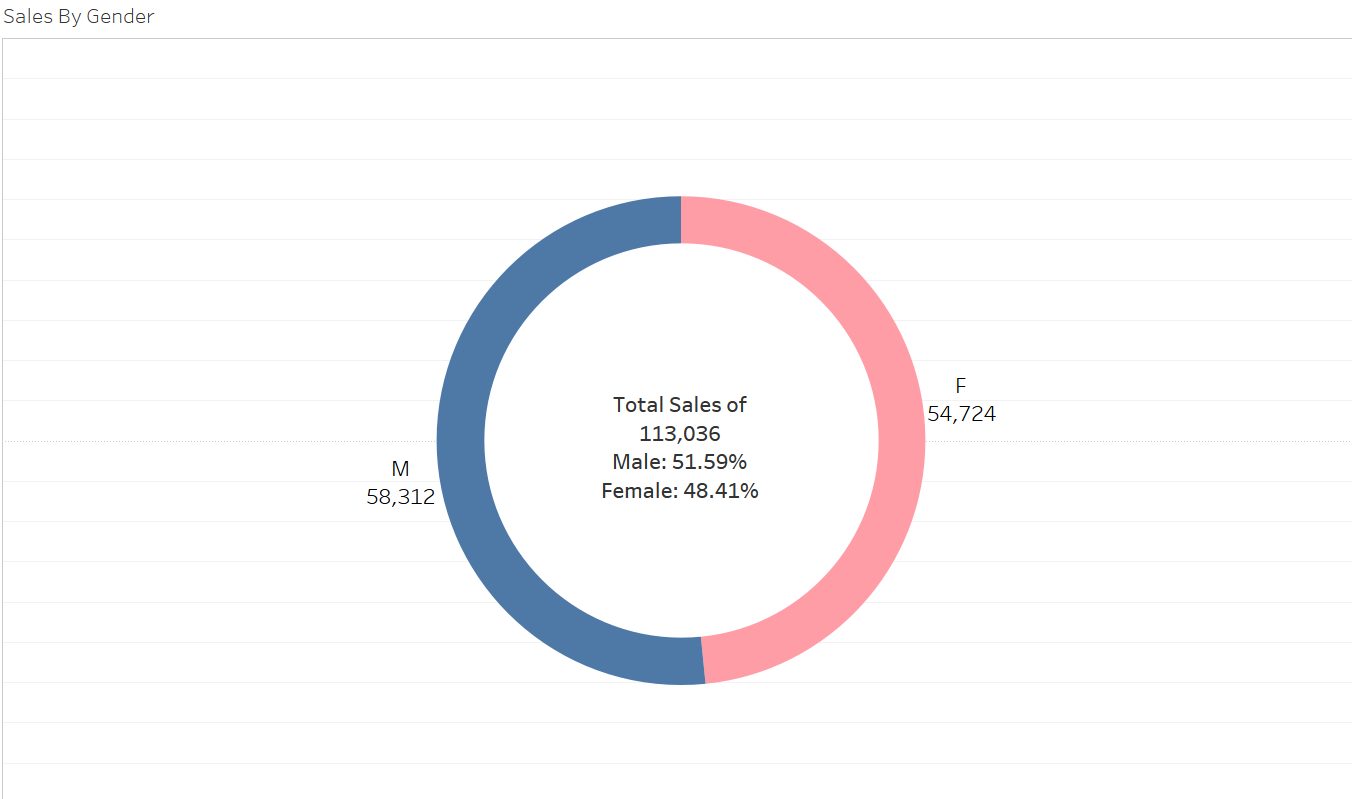 Sales By Gender
F
54,724
Total Sales of
113,036
Male: 51.59%
Female: 48.41%
M
58,312